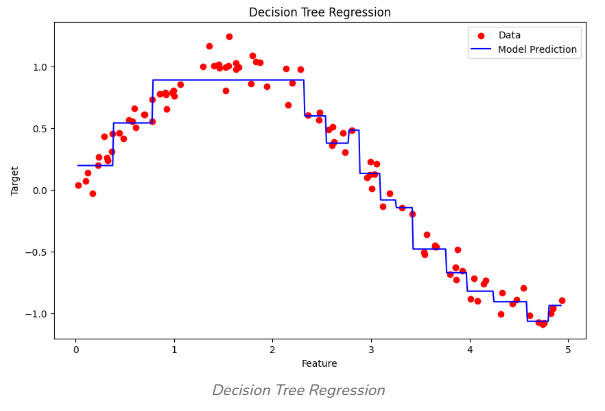 Decision Tree Regression
Data
Model Prediction
1.0
0.5
0.0
−0.5
−1.0
Target
0 1 2 3 4 5
Feature
Decision Tree Regression